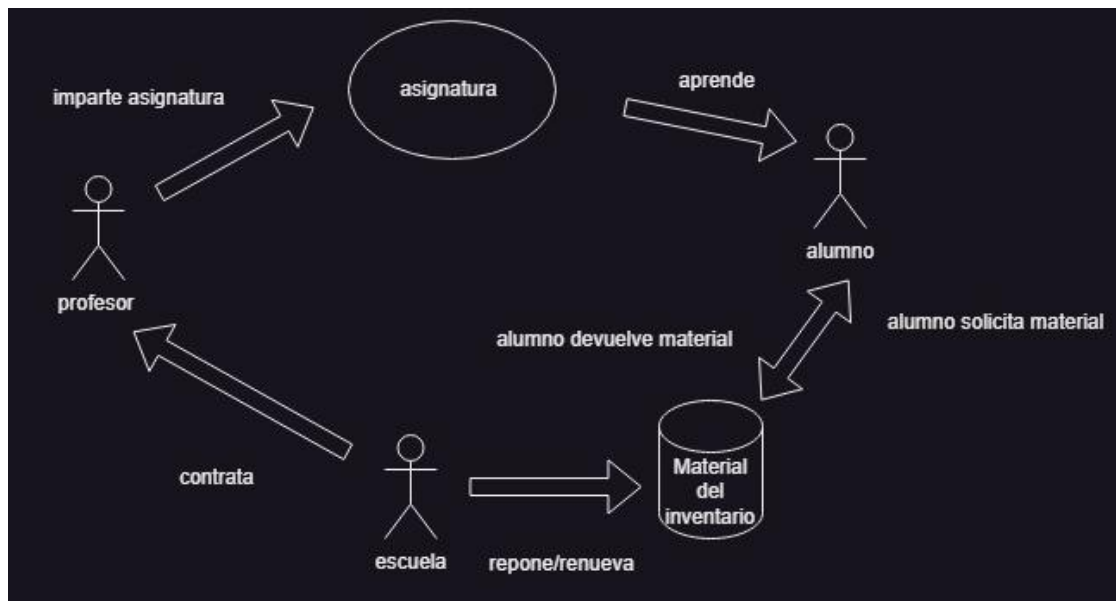 asignatura
aprende
imparte asignatura
alumno
profesor
alumno solicita material
alumno devuelve material
Material
del
inventario
contrata
escuela
repone/renueva